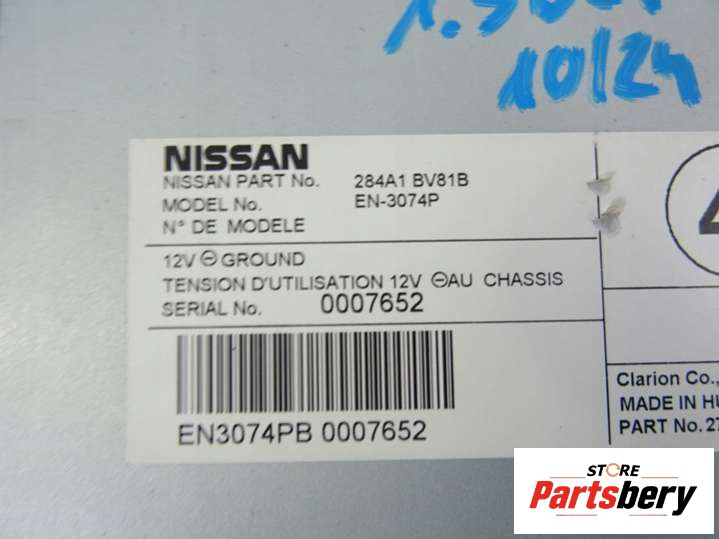 10/24
NISSAN
NISSAN PART No. 284A1 BV81B
MODEL No. EN-3074P
N° DE MODELE
12V ⊖ GROUND
TENSION D'UTILISATION 12V ⊖AU CHASSIS
SERIAL No. 0007652
EN3074PB 0007652
Clarion Co.,
MADE IN HU
PART No. 27
STORE
Partsbery